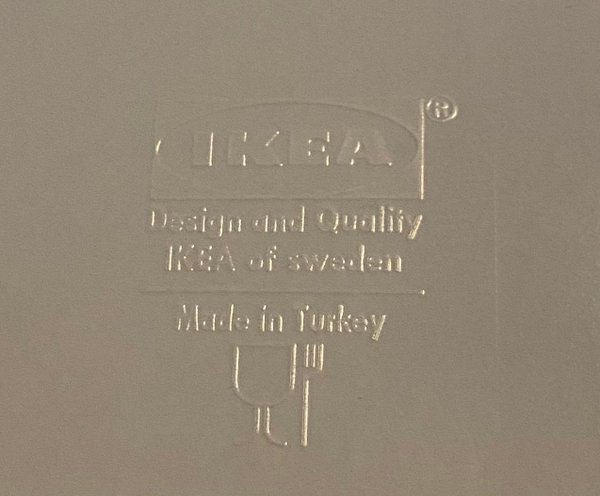 IKEA®
Design and Quality
IKEA of sweden
Made in Turkey